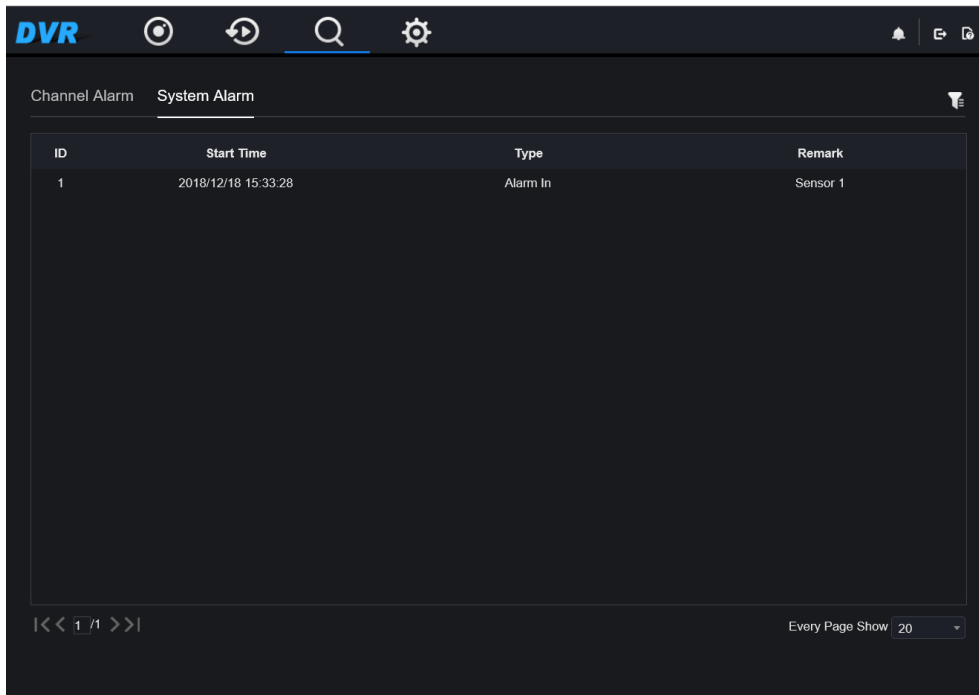 DVR
Channel Alarm System Alarm
ID Start Time Type Remark
1 2018/12/18 15:33:28 Alarm In Sensor 1
1 /1
Every Page Show 20